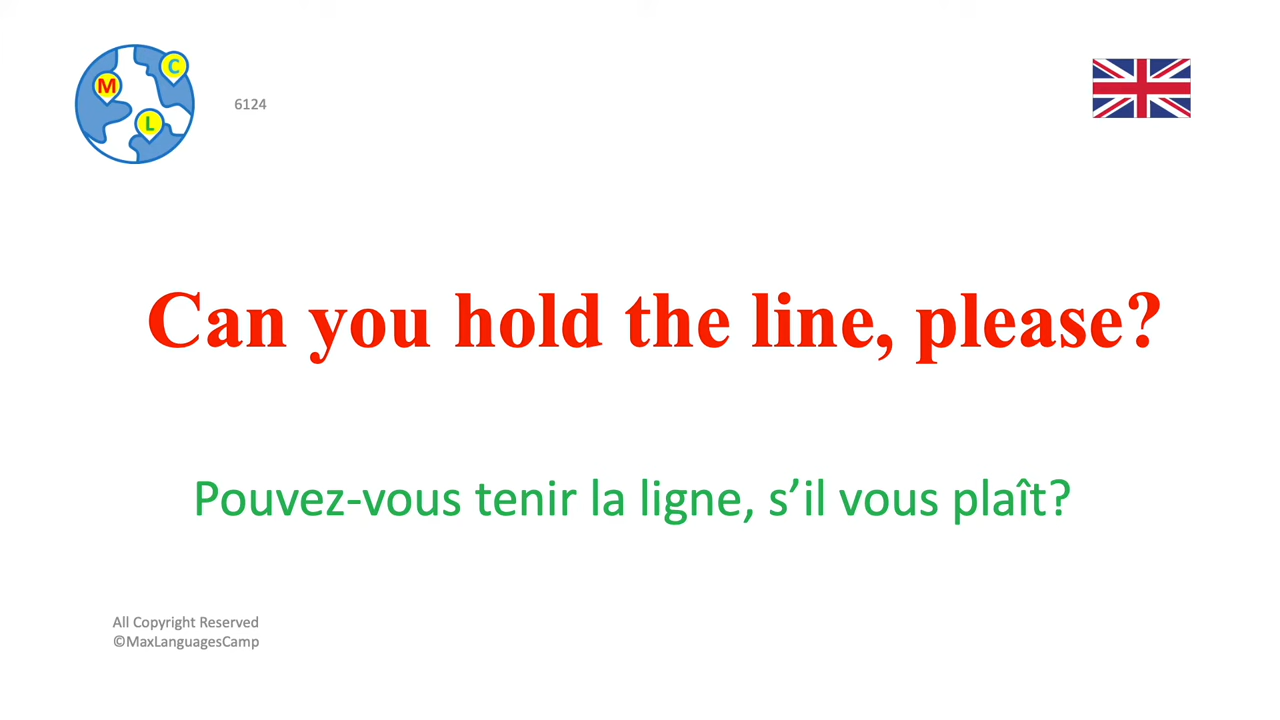 M
C
L
6124
Can you hold the line, please?
Pouvez-vous tenir la ligne, s’il vous plaît?
All Copyright Reserved
©MaxLanguagesCamp